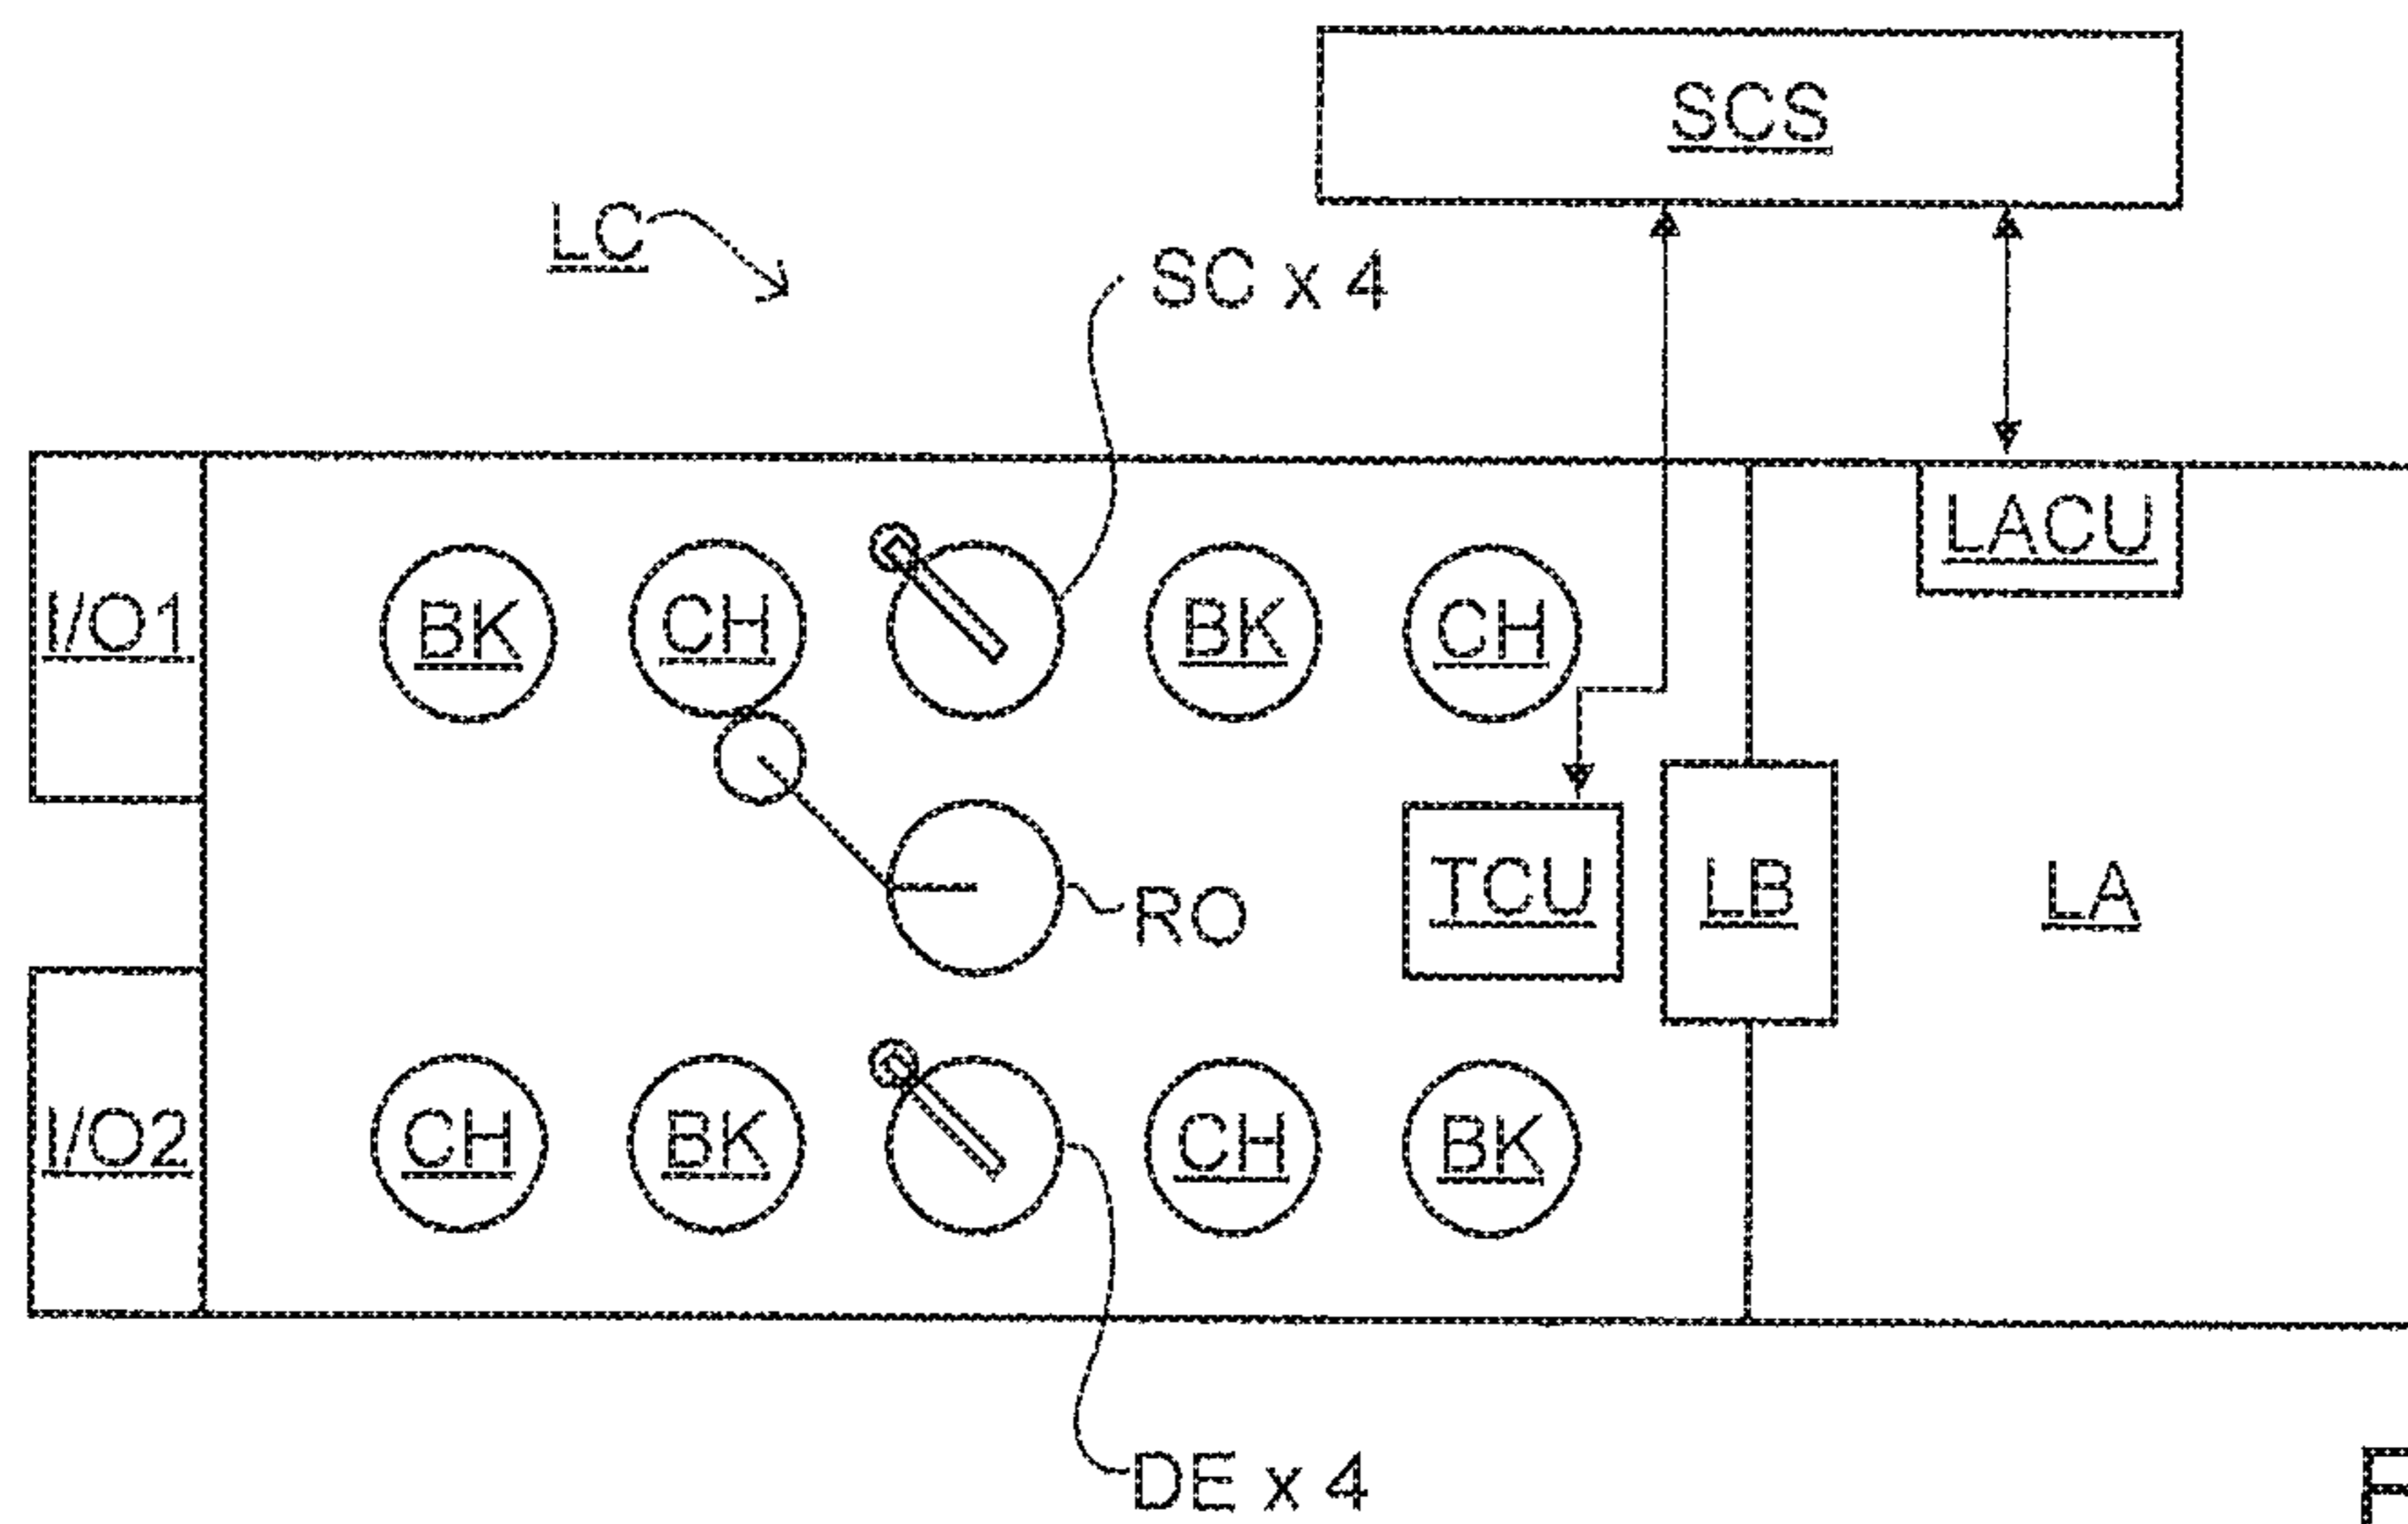 SCS
LC
SC x 4
LACU
I/O1
BK
CH
BK
CH
RO
TCU
LB
LA
I/O2
CH
BK
CH
BK
DE x 4